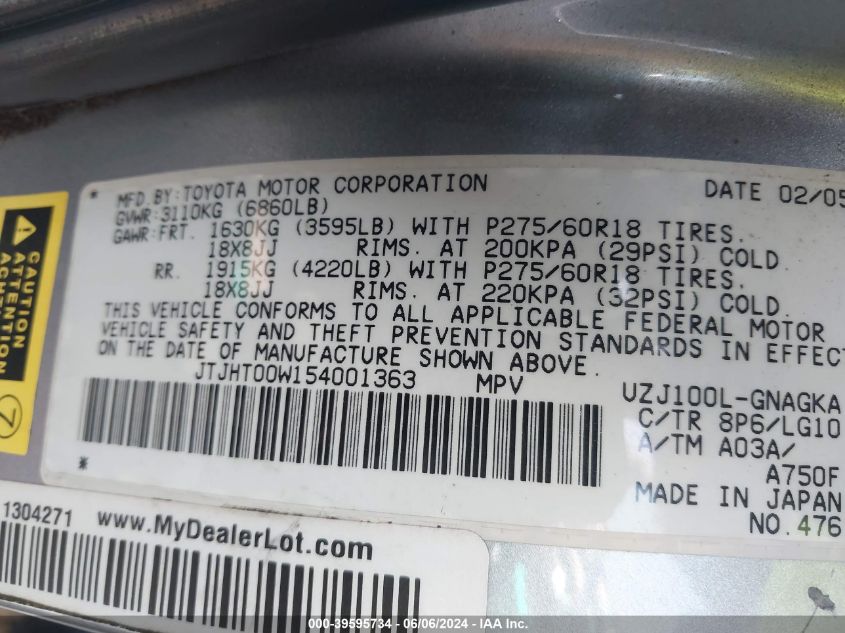 * MFD.BY:TOYOTA MOTOR CORPORATION DATE 02/05
GVWR:3110KG (6860LB)
GAWR:FRT. 1630KG (3595LB) WITH P275/60R18 TIRES.
18X8JJ RIMS. AT 200KPA (29PSI) COLD.
RR. 1915KG (4220LB) WITH P275/60R18 TIRES.
18X8JJ RIMS. AT 220KPA (32PSI) COLD.
THIS VEHICLE CONFORMS TO ALL APPLICABLE FEDERAL MOTOR
VEHICLE SAFETY AND THEFT PREVENTION STANDARDS IN EFFECT
ON THE DATE OF MANUFACTURE SHOWN ABOVE.
JTJHT00W154001363 MPV
UZJ100L-GNAGKA
C/TR 8P6/LG10
A/TM A03A/
A750F
*
MADE IN JAPAN
NO.476
CAUTION
ATTENTION
ACHTUNG
7
1304271 www.MyDealerLot.com
000-39595734 - 06/06/2024 - IAA Inc.